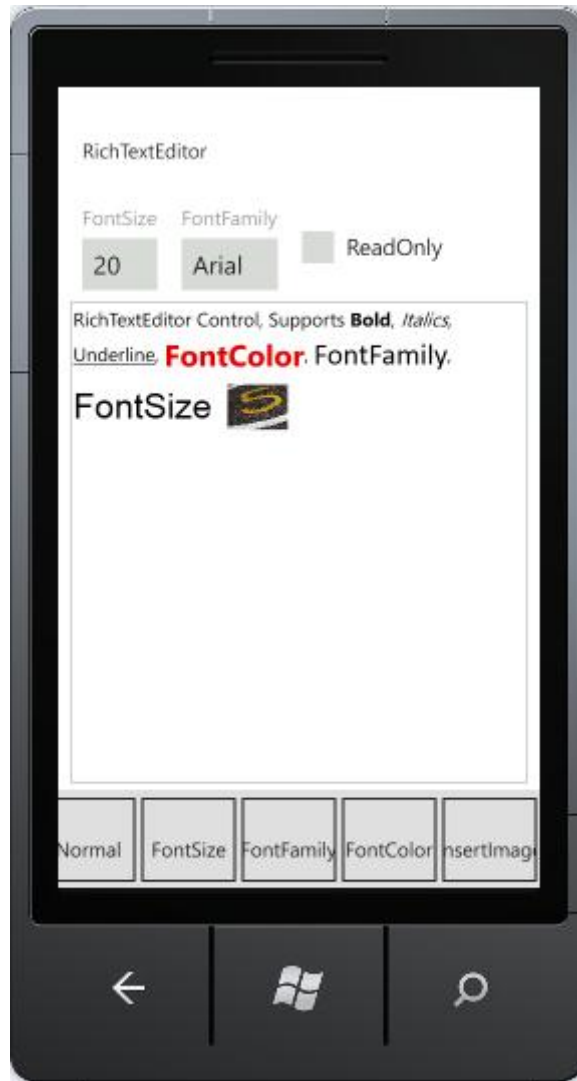 RichTextEditor
FontSize FontFamily
20 Arial ReadOnly
RichTextEditor Control, Supports Bold, Italics,
Underline, FontColor. FontFamily,
FontSize S
Normal FontSize FontFamily FontColor nsertImag